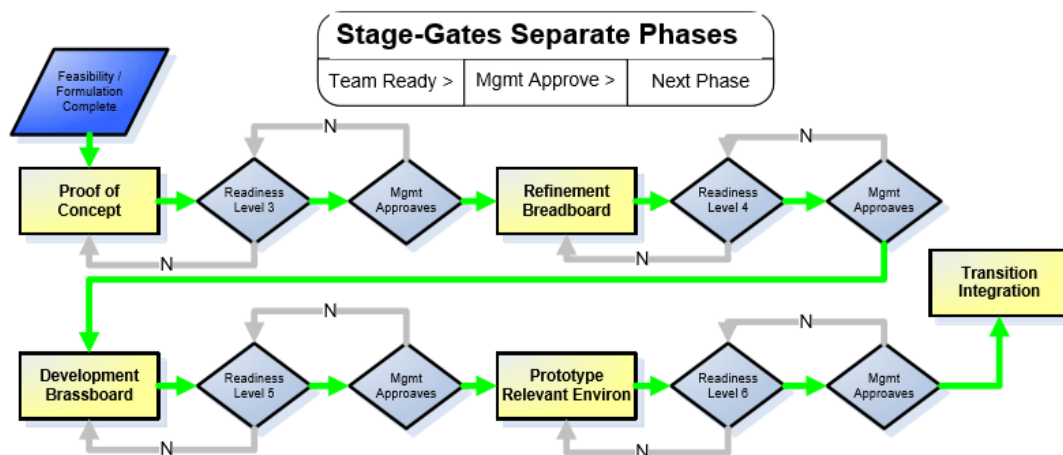 Stage-Gates Separate Phases
Team Ready >
Mgmt Approve >
Next Phase
Feasibility /
Formulation
Complete
N
N
Proof of
Concept
Readiness
Level 3
Mgmt
Approaves
Refinement
Breadboard
Readiness
Level 4
Mgmt
Approaves
N
N
Transition
Integration
N
N
Development
Brassboard
Readiness
Level 5
Mgmt
Approaves
Prototype
Relevant Environ
Readiness
Level 6
Mgmt
Approaves
N
N